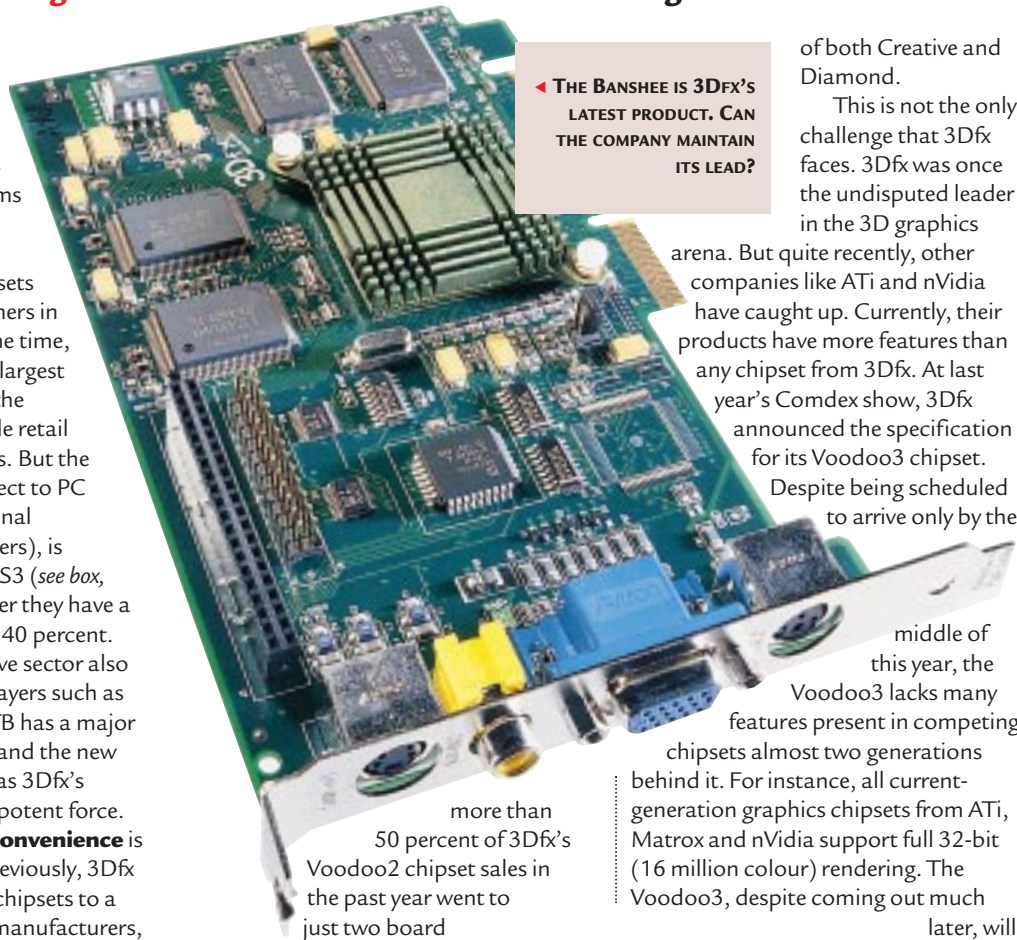 ms
sets
ners in
ne time,
largest
the
le retail
s. But the
ect to PC
nal
ers), is
S3 (see box,
er they have a
40 percent.
ve sector also
ayers such as
TB has a major
and the new
as 3Dfx's
potent force.
onvenience is
eviously, 3Dfx
chipsets to a
manufacturers,
THE BANSHEE IS 3DFX'S
LATEST PRODUCT. CAN
THE COMPANY MAINTAIN
ITS LEAD?
more than
50 percent of 3Dfx's
Voodoo2 chipset sales in
the past year went to
just two board
of both Creative and
Diamond.
This is not the only
challenge that 3Dfx
faces. 3Dfx was once
the undisputed leader
in the 3D graphics
arena. But quite recently, other
companies like ATi and nVidia
have caught up. Currently, their
products have more features than
any chipset from 3Dfx. At last
year's Comdex show, 3Dfx
announced the specification
for its Voodoo3 chipset.
Despite being scheduled
to arrive only by the
middle of
this year, the
Voodoo3 lacks many
features present in competing
chipsets almost two generations
behind it. For instance, all current-
generation graphics chipsets from ATi,
Matrox and nVidia support full 32-bit
(16 million colour) rendering. The
Voodoo3, despite coming out much
later, will